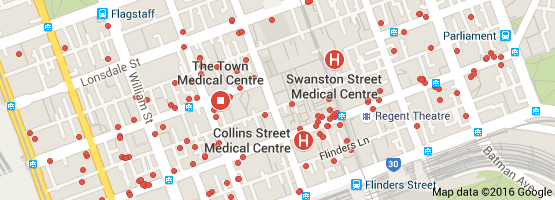 Flagstaff
Parliament
Lonsdale St
The Town
Medical Centre
Swanston Street
Medical Centre
William St
Regent Theatre
Collins Street
Medical Centre
Flinders Ln
30
Batman Ave
Flinders Street
Map data ©2016 Google
H
H